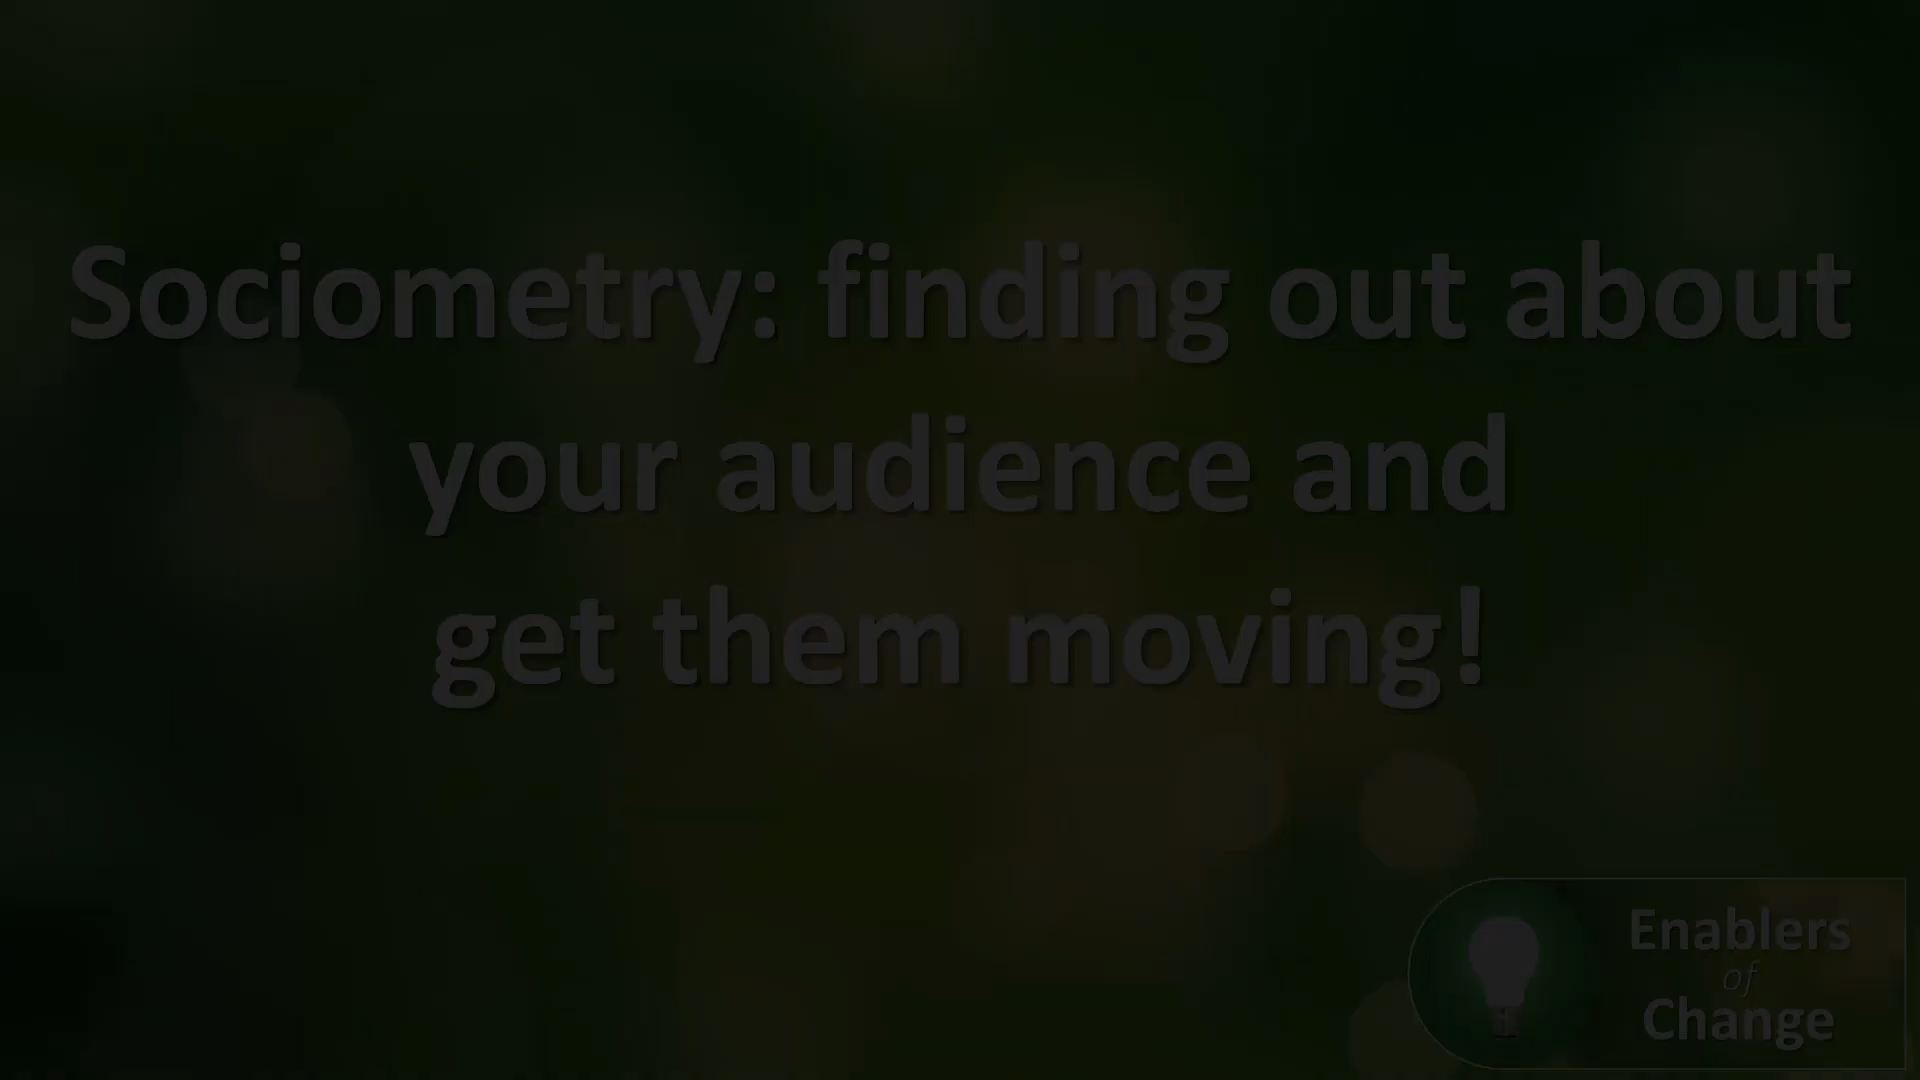 Sociometry: finding out about
your audience and
get them moving!
Enablers
of
Change